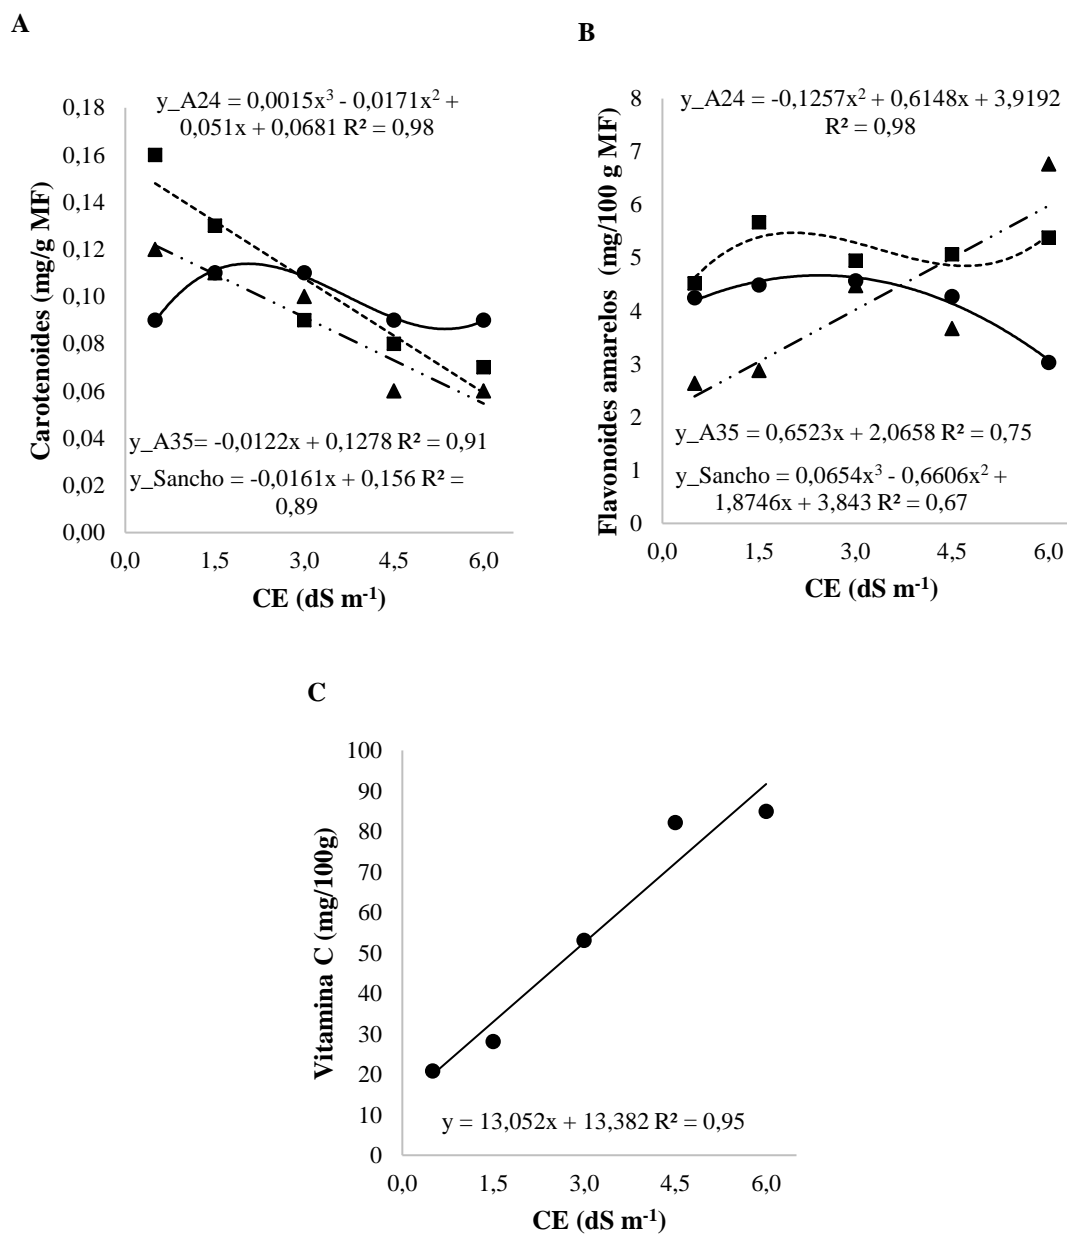 A
y_A24 = 0,0015x³ - 0,0171x² +
0,051x + 0,0681 R² = 0,98
Carotenoides (mg/g MF)
0,18
0,16
0,14
0,12
0,10
0,08
0,06
0,04
0,02
0,00
y_A35= -0,0122x + 0,1278 R² = 0,91
y_Sancho = -0,0161x + 0,156 R² =
0,89
0,0 1,5 3,0 4,5 6,0
CE (dS m⁻¹)
B
y_A24 = -0,1257x² + 0,6148x + 3,9192
R² = 0,98
Flavonoides amarelos (mg/100 g MF)
8
7
6
5
4
3
2
1
0
y_A35 = 0,6523x + 2,0658 R² = 0,75
y_Sancho = 0,0654x³ - 0,6606x² +
1,8746x + 3,843 R² = 0,67
0,0 1,5 3,0 4,5 6,0
CE (dS m⁻¹)
C
Vitamina C (mg/100g)
100
90
80
70
60
50
40
30
20
10
0
y = 13,052x + 13,382 R² = 0,95
0,0 1,5 3,0 4,5 6,0
CE (dS m⁻¹)